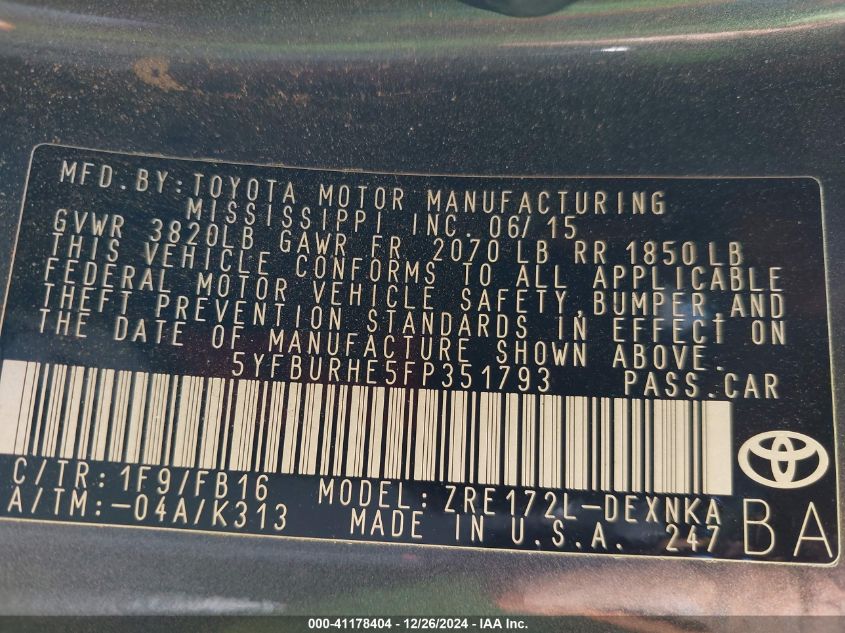 MFD.BY:TOYOTA MOTOR MANUFACTURING
MISSISSIPPI INC. 06/15
GVWR 3820LB GAWR FR 2070 LB RR 1850LB
THIS VEHICLE CONFORMS TO ALL APPLICABLE
FEDERAL MOTOR VEHICLE SAFETY,BUMPER,AND
THEFT PREVENTION STANDARDS IN EFFECT ON
THE DATE OF MANUFACTURE SHOWN ABOVE.
5YFBURHE5FP351793 PASS.CAR
C/TR:1F9/FB16 MODEL:ZRE172L-DEXNKA
A/TM:-04A/K313 MADE IN U.S.A. 247 BA
000-41178404 / 12/26/2024 - IAA Inc.